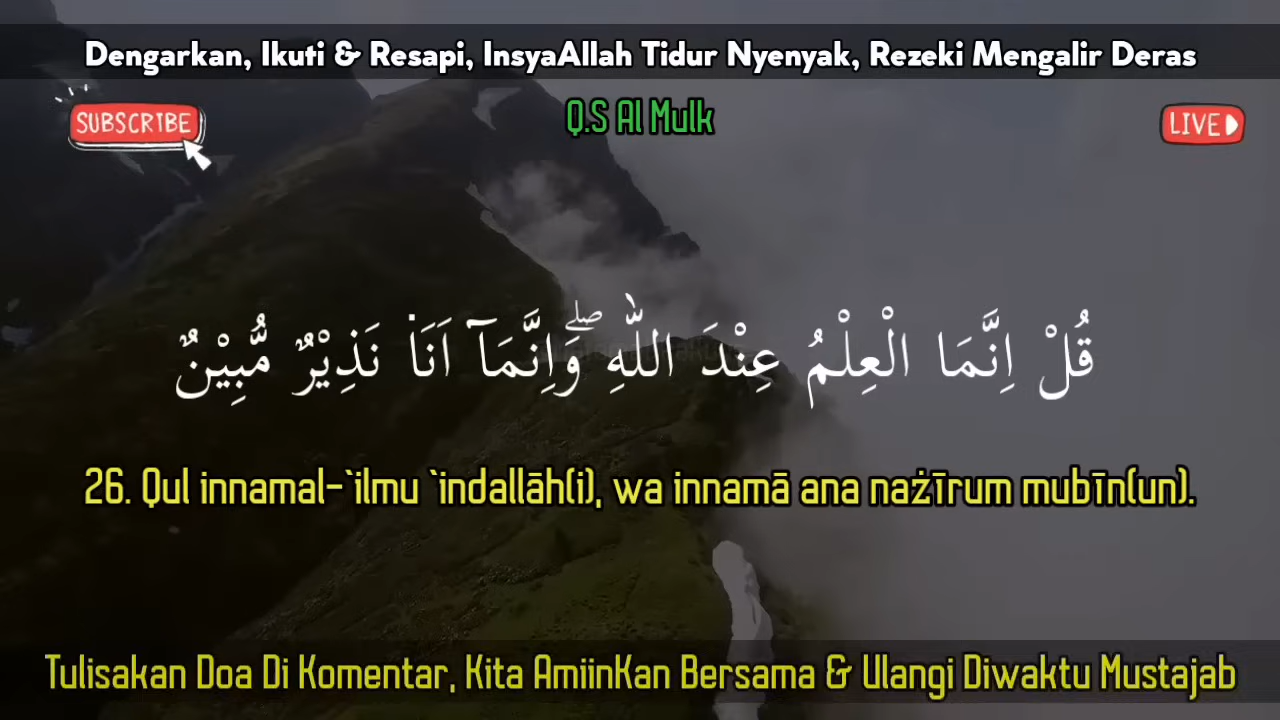 Dengarkan, Ikuti & Resapi, InsyaAllah Tidur Nyenyak, Rezeki Mengalir Deras
SUBSCRIBE
Q.S Al Mulk
LIVE
قُلْ اِنَّمَا الْعِلْمُ عِنْدَ اللّٰهِ ۖوَاِنَّمَآ اَنَا۠ نَذِيْرٌ مُّبِيْنٌ
26. Qul innamal-`ilmu `indallāh(i), wa innamā ana nażīrum mubīn(un).
Tulisakan Doa Di Komentar, Kita AmiinKan Bersama & Ulangi Diwaktu Mustajab